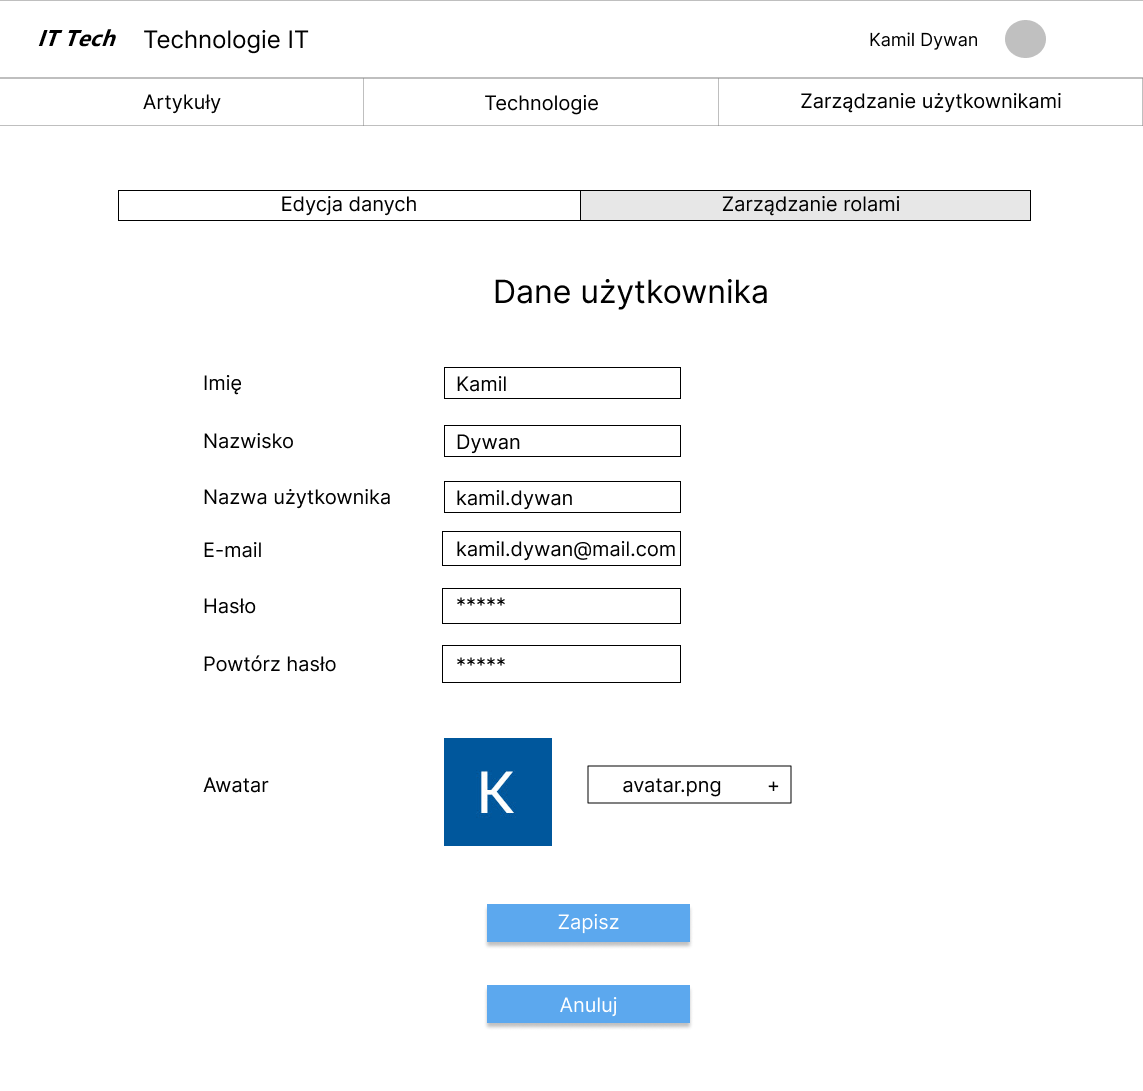 IT Tech Technologie IT Kamil Dywan
Artykuły Technologie Zarządzanie użytkownikami
Edycja danych Zarządzanie rolami
Dane użytkownika
Imię Kamil
Nazwisko Dywan
Nazwa użytkownika kamil.dywan
E-mail kamil.dywan@mail.com
Hasło *****
Powtórz hasło *****
Awatar K avatar.png +
Zapisz
Anuluj